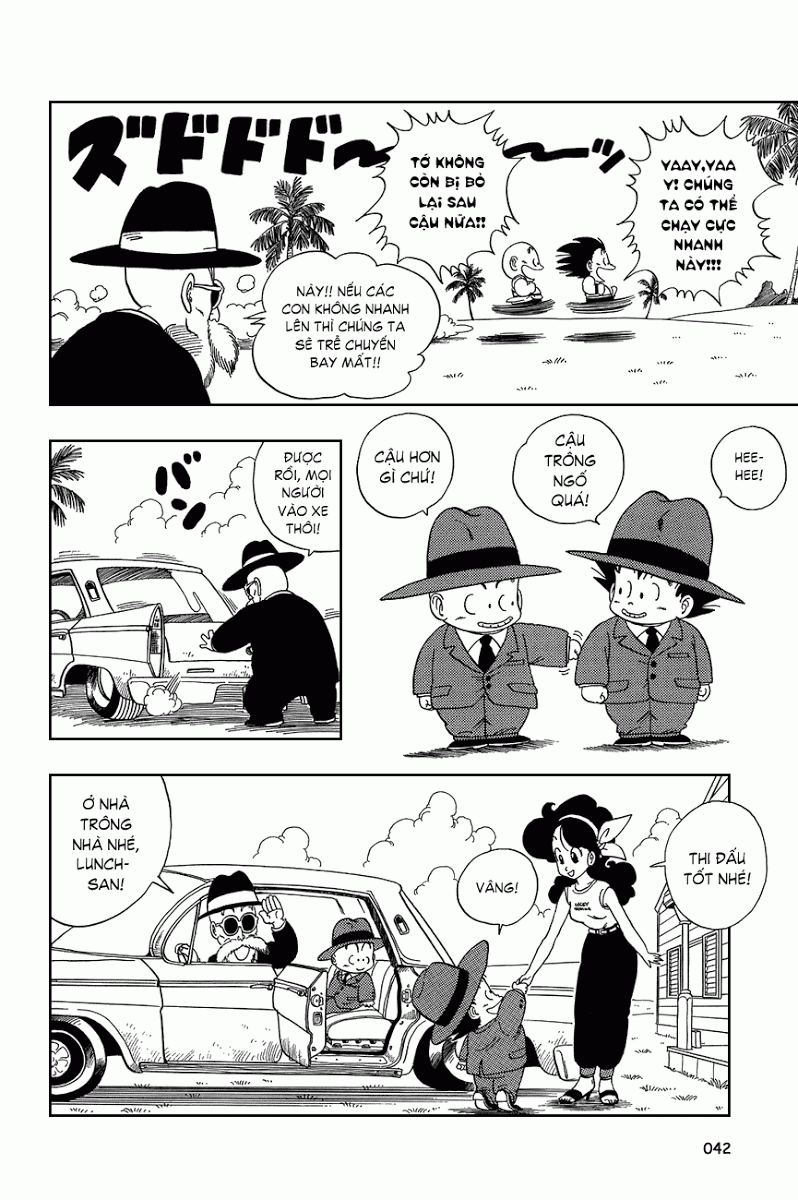 ズドドドドーーッ
YAAY,YAA
Y! CHÚNG
TA CÓ THỂ
CHẠY CỰC
NHANH
NÀY!!!
TỚ KHÔNG
CÒN BỊ BỎ
LẠI SAU
CẬU NỮA!!
NÀY!! NẾU CÁC
CON KHÔNG NHANH
LÊN THÌ CHÚNG TA
SẼ TRỄ CHUYẾN
BAY MẤT!!
HEE-
HEE!
CẬU
TRÔNG
NGỐ
QUÁ!
CẬU HƠN
GÌ CHỨ!
ĐƯỢC
RỒI, MỌI
NGƯỜI
VÀO XE
THÔI!
バン
THI ĐẤU
TỐT NHÉ!
VÂNG!
Ở NHÀ
TRÔNG
NHÀ NHÉ,
LUNCH-
SAN!
042